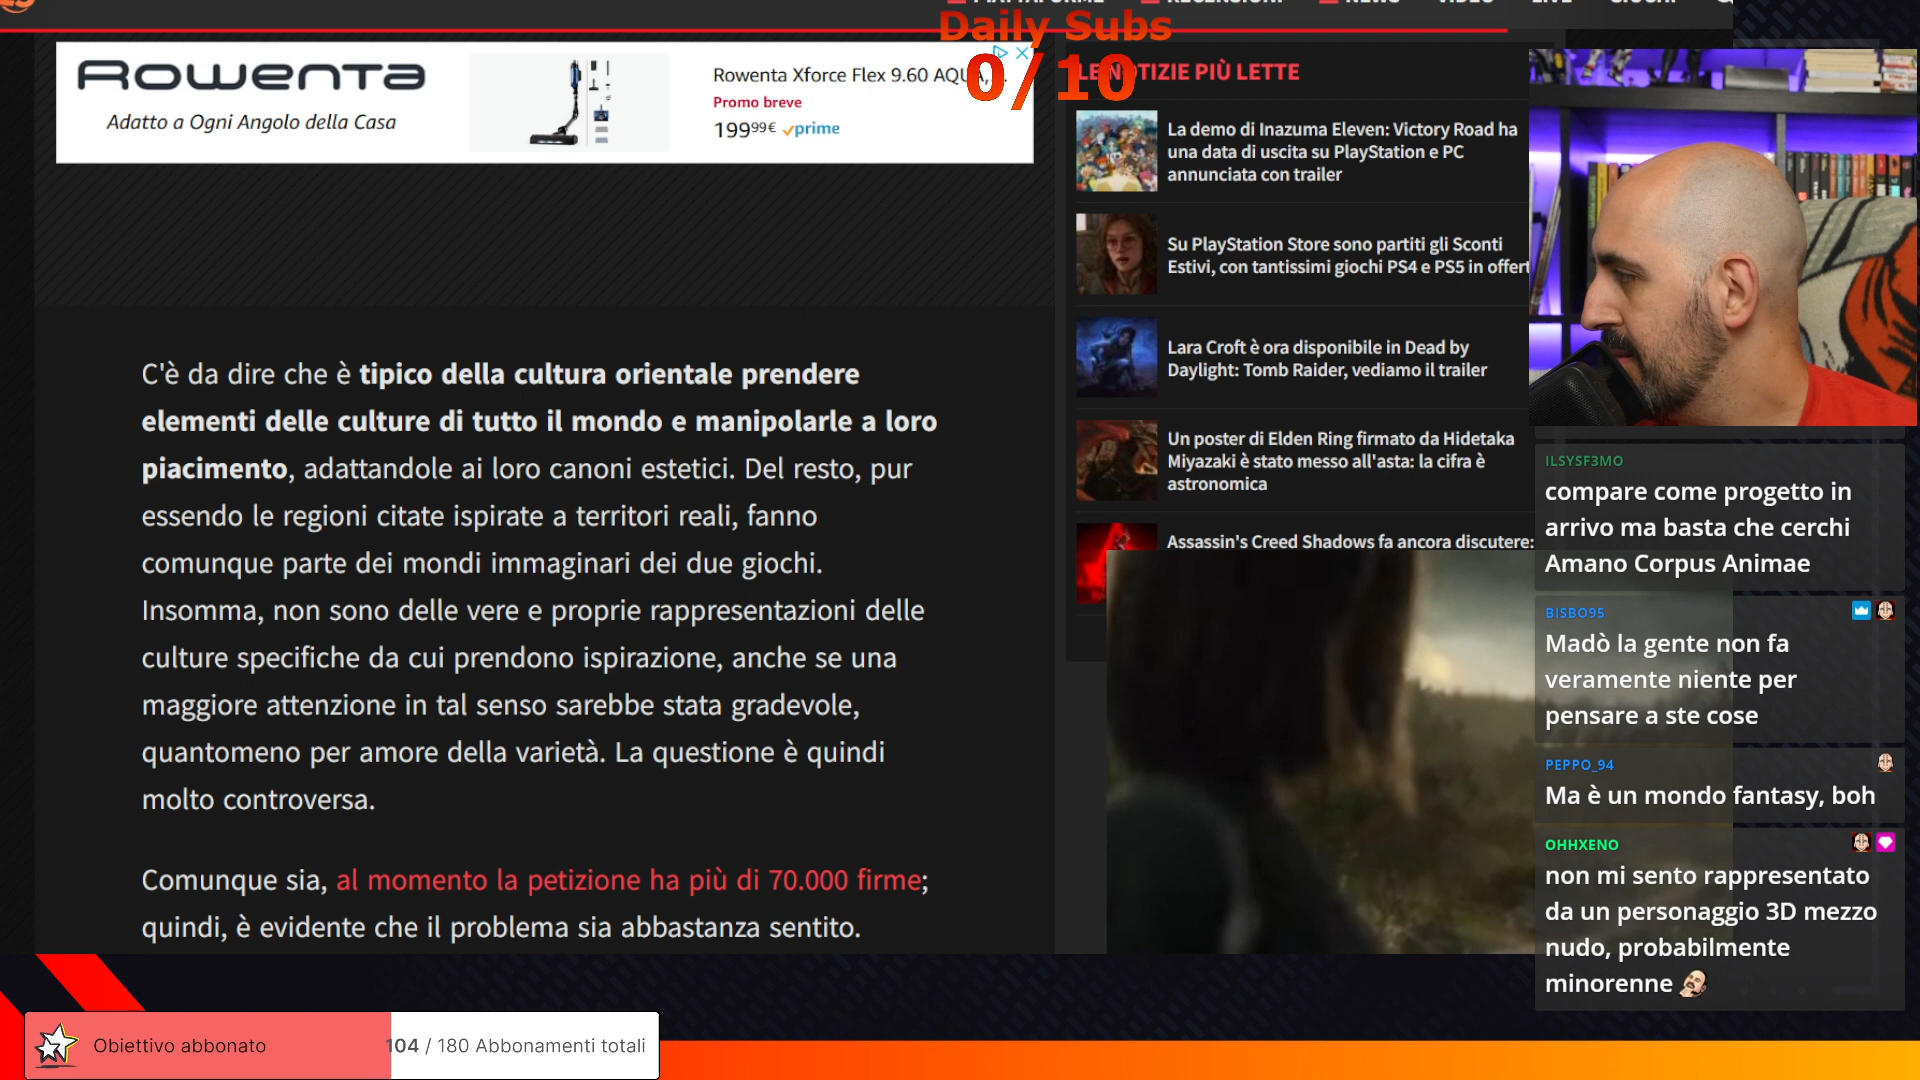 Daily Subs
0/10
ROWENTA
Adatto a Ogni Angolo della Casa
Rowenta Xforce Flex 9.60
Promo breve
199,99€ prime
LE NOTIZIE PIÙ LETTE
La demo di Inazuma Eleven: Victory Road ha
una data di uscita su PlayStation e PC
annunciata con trailer
Su PlayStation Store sono partiti gli Sconti
Estivi, con tantissimi giochi PS4 e PS5 in
Lara Croft è ora disponibile in Dead by
Daylight: Tomb Raider, vediamo il trailer
Un poster di Elden Ring firmato da Hidetaka
Miyazaki è stato messo all'asta: la cifra è
astronomica
Assassin's Creed Shadows fa ancora discutere:
C'è da dire che è tipico della cultura orientale prendere
elementi delle culture di tutto il mondo e manipolarle a loro
piacimento, adattandole ai loro canoni estetici. Del resto, pur
essendo le regioni citate ispirate a territori reali, fanno
comunque parte dei mondi immaginari dei due giochi.
Insomma, non sono delle vere e proprie rappresentazioni delle
culture specifiche da cui prendono ispirazione, anche se una
maggiore attenzione in tal senso sarebbe stata gradevole,
quantomeno per amore della varietà. La questione è quindi
molto controversa.
Comunque sia, al momento la petizione ha più di 70.000 firme;
quindi, è evidente che il problema sia abbastanza sentito.
ILSYSF3MO
compare come progetto in
arrivo ma basta che cerchi
Amano Corpus Animae
BISBO95
Madò la gente non fa
veramente niente per
pensare a ste cose
PEPPO_94
Ma è un mondo fantasy, boh
OHHXENO
non mi sento rappresentato
da un personaggio 3D mezzo
nudo, probabilmente
minorenne
Obiettivo abbonato
104 / 180 Abbonamenti totali